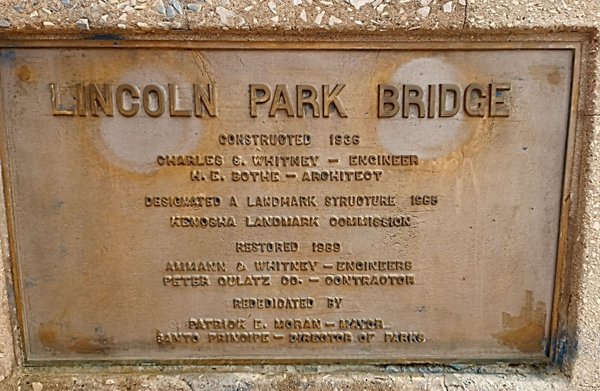 LINCOLN PARK BRIDGE
CONSTRUCTED 1936
CHARLES S. WHITNEY – ENGINEER
H. E. BOTHE – ARCHITECT
DESIGNATED A LANDMARK STRUCTURE 1985
KENOSHA LANDMARK COMMISSION
RESTORED 1989
AMMANN & WHITNEY – ENGINEERS
PETER OULATZ CO. – CONTRACTOR
REDEDICATED BY
PATRICK E. MORAN – MAYOR
SANTO PRINCIPE – DIRECTOR OF PARKS